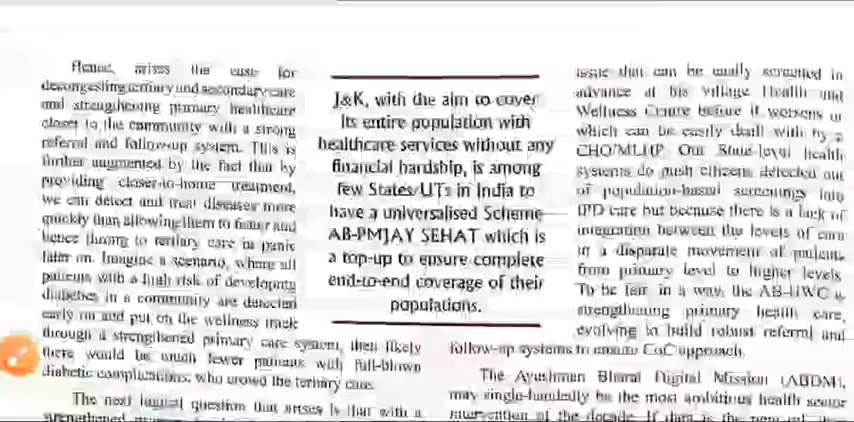 Hence, arises the case for
decongesting tertiary and secondary care
and strengthening primary healthcare
closer to the community with a strong
referral and follow-up system. This is
further augmented by the fact that by
providing closer-to-home treatment,
we can detect and treat diseases more
quickly than allowing them to fester and
hence throng to tertiary care in panic
later on. Imagine a scenario, where all
patients with a high risk of developing
diabetes in a community are detected
early on and put on the wellness track
through a strengthened primary care system, then likely
there would be much fewer patients with full-blown
diabetic complications, who crowd the tertiary care.
The next logical question that arises is that with a
strengthened
J&K, with the aim to cover
its entire population with
healthcare services without any
financial hardship, is among
few States/UTs in India to
have a universalised Scheme
AB-PMJAY SEHAT which is
a top-up to ensure complete
end-to-end coverage of their
populations.
issue that can be easily screened in
advance at his village Health and
Wellness Centre before it worsens or
which can be easily dealt with by a
CHO/MLHP. Our State-level health
systems do push citizens detected out
of population-based screenings into
IPD care but because there is a lack of
integration between the levels of care
in a disparate movement of patients
from primary level to higher levels.
To be fair in a way, the AB-HWC is
strengthening primary health care,
evolving to build robust referral and
follow-up systems to ensure CoC approach.
The Ayushman Bharat Digital Mission (ABDM),
may single-handedly be the most ambitious health sector
intervention of the decade. If data is the new oil,